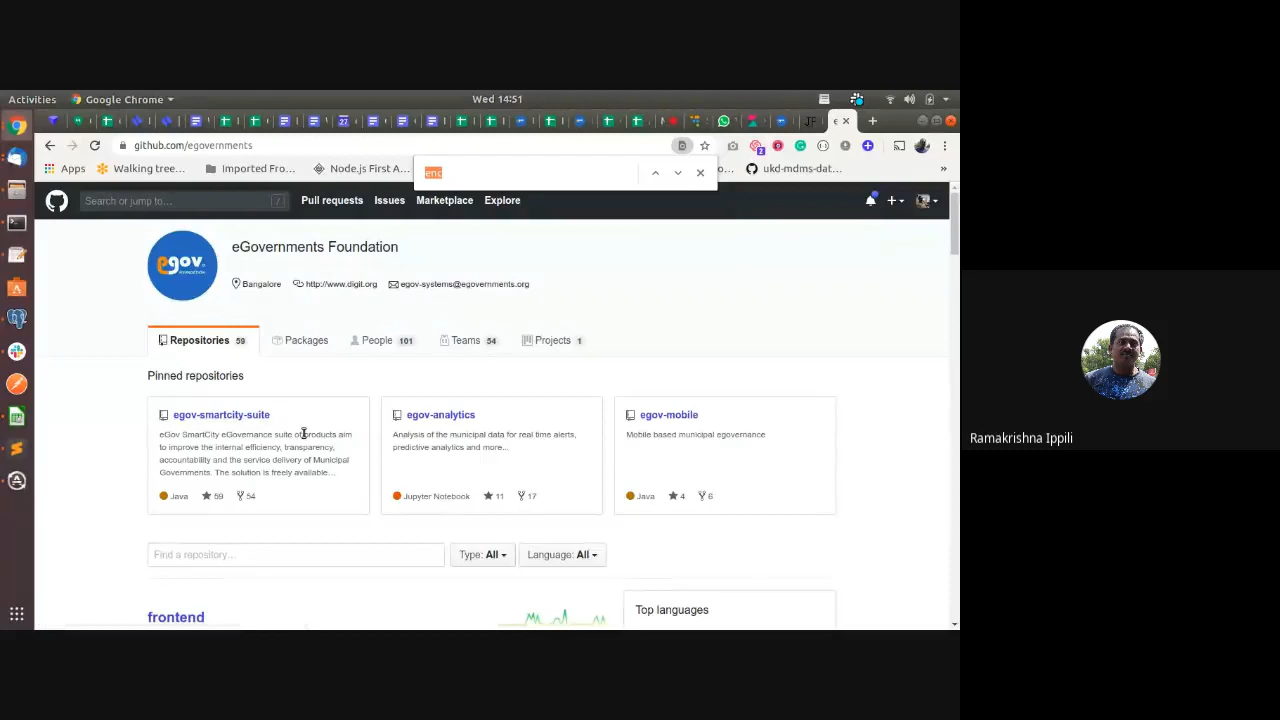 Activities
Google Chrome
Wed 14:51
27
JP
e
github.com/egovernments
2
Apps
Walking tree...
Imported Fro...
Node.js First A...
enc
ukd-mdms-dat...
»
Search or jump to...
/
Pull requests
Issues
Marketplace
Explore
egov
eGovernments Foundation
Bangalore
http://www.digit.org
egov-systems@egovernments.org
Repositories 59
Packages
People 101
Teams 54
Projects 1
Pinned repositories
egov-smartcity-suite
eGov SmartCity eGovernance suite of products aim
to improve the internal efficiency, transparency,
accountability and the service delivery of Municipal
Governments. The solution is freely available...
Java
59
54
egov-analytics
Analysis of the municipal data for real time alerts,
predictive analytics and more...
Jupyter Notebook
11
17
egov-mobile
Mobile based municipal egovernance
Java
4
6
Find a repository...
Type: All
Language: All
frontend
Top languages
Ramakrishna Ippili